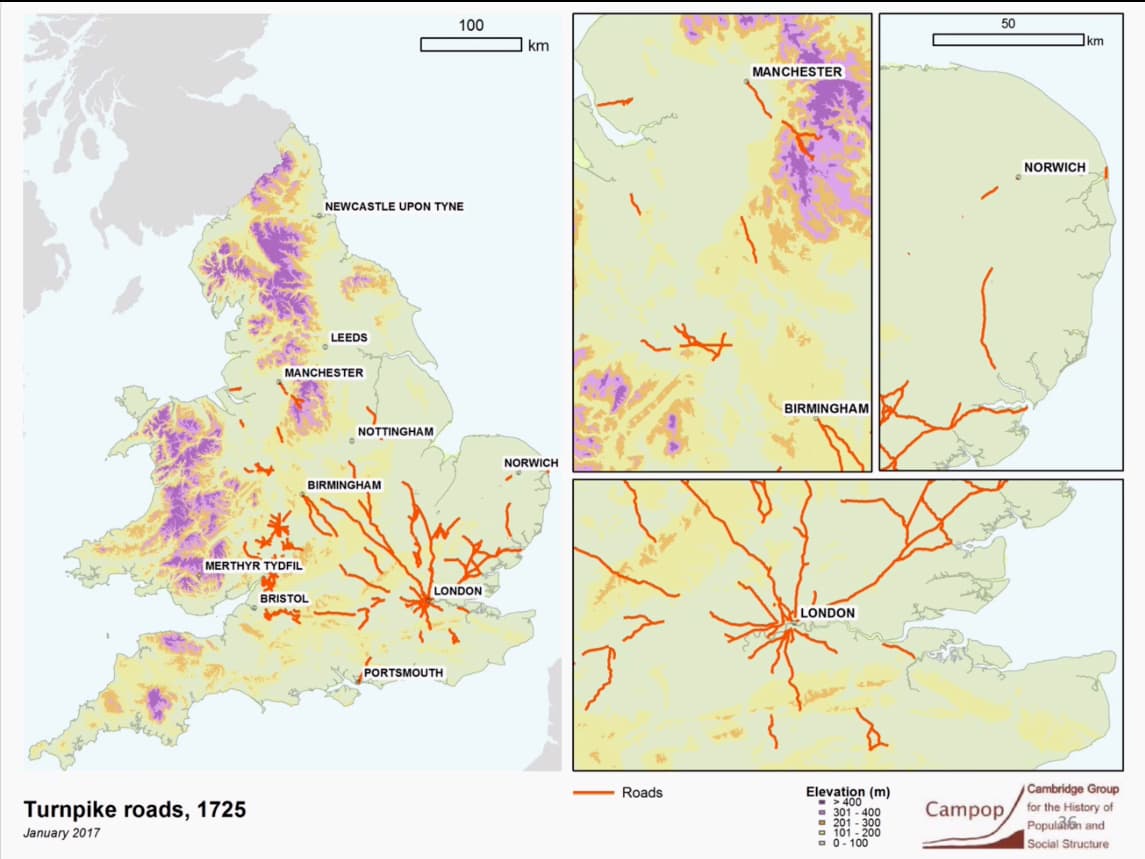 100
km
NEWCASTLE UPON TYNE
LEEDS
MANCHESTER
NOTTINGHAM
NORWICH
BIRMINGHAM
MERTHYR TYDFIL
LONDON
BRISTOL
PORTSMOUTH
MANCHESTER
BIRMINGHAM
50
km
NORWICH
LONDON
Turnpike roads, 1725
January 2017
Roads
Elevation (m)
> 400
301 - 400
201 - 300
101 - 200
0 - 100
Campop
Cambridge Group
for the History of
Population and
Social Structure
36